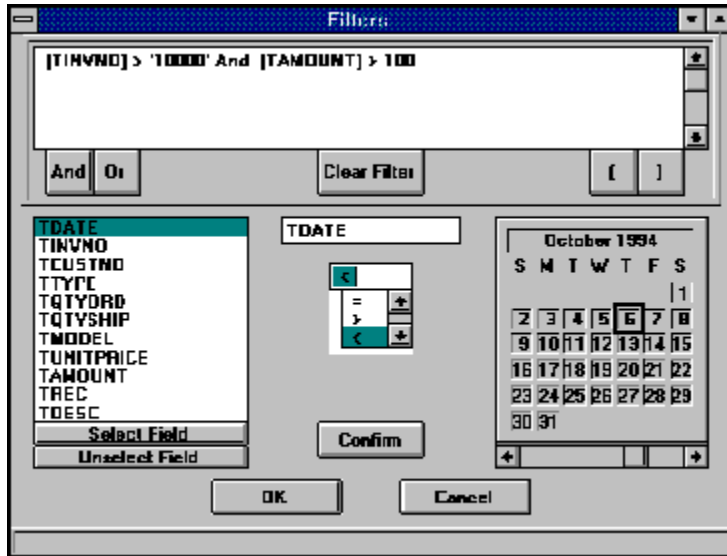 Filters
[TINVNO] > '10000' And [TAMOUNT] > 100
And Or Clear Filter ( )
TDATE
TINVNO
TCUSTNO
TTYPE
TQTYORD
TQTYSHIP
TMODEL
TUNITPRICE
TAMOUNT
TREC
TDESC
Select Field
Unselect Field
TDATE
<
=
>
<
Confirm
October 1994
S M T W T F S
1
2 3 4 5 6 7 8
9 10 11 12 13 14 15
16 17 18 19 20 21 22
23 24 25 26 27 28 29
30 31
OK Cancel